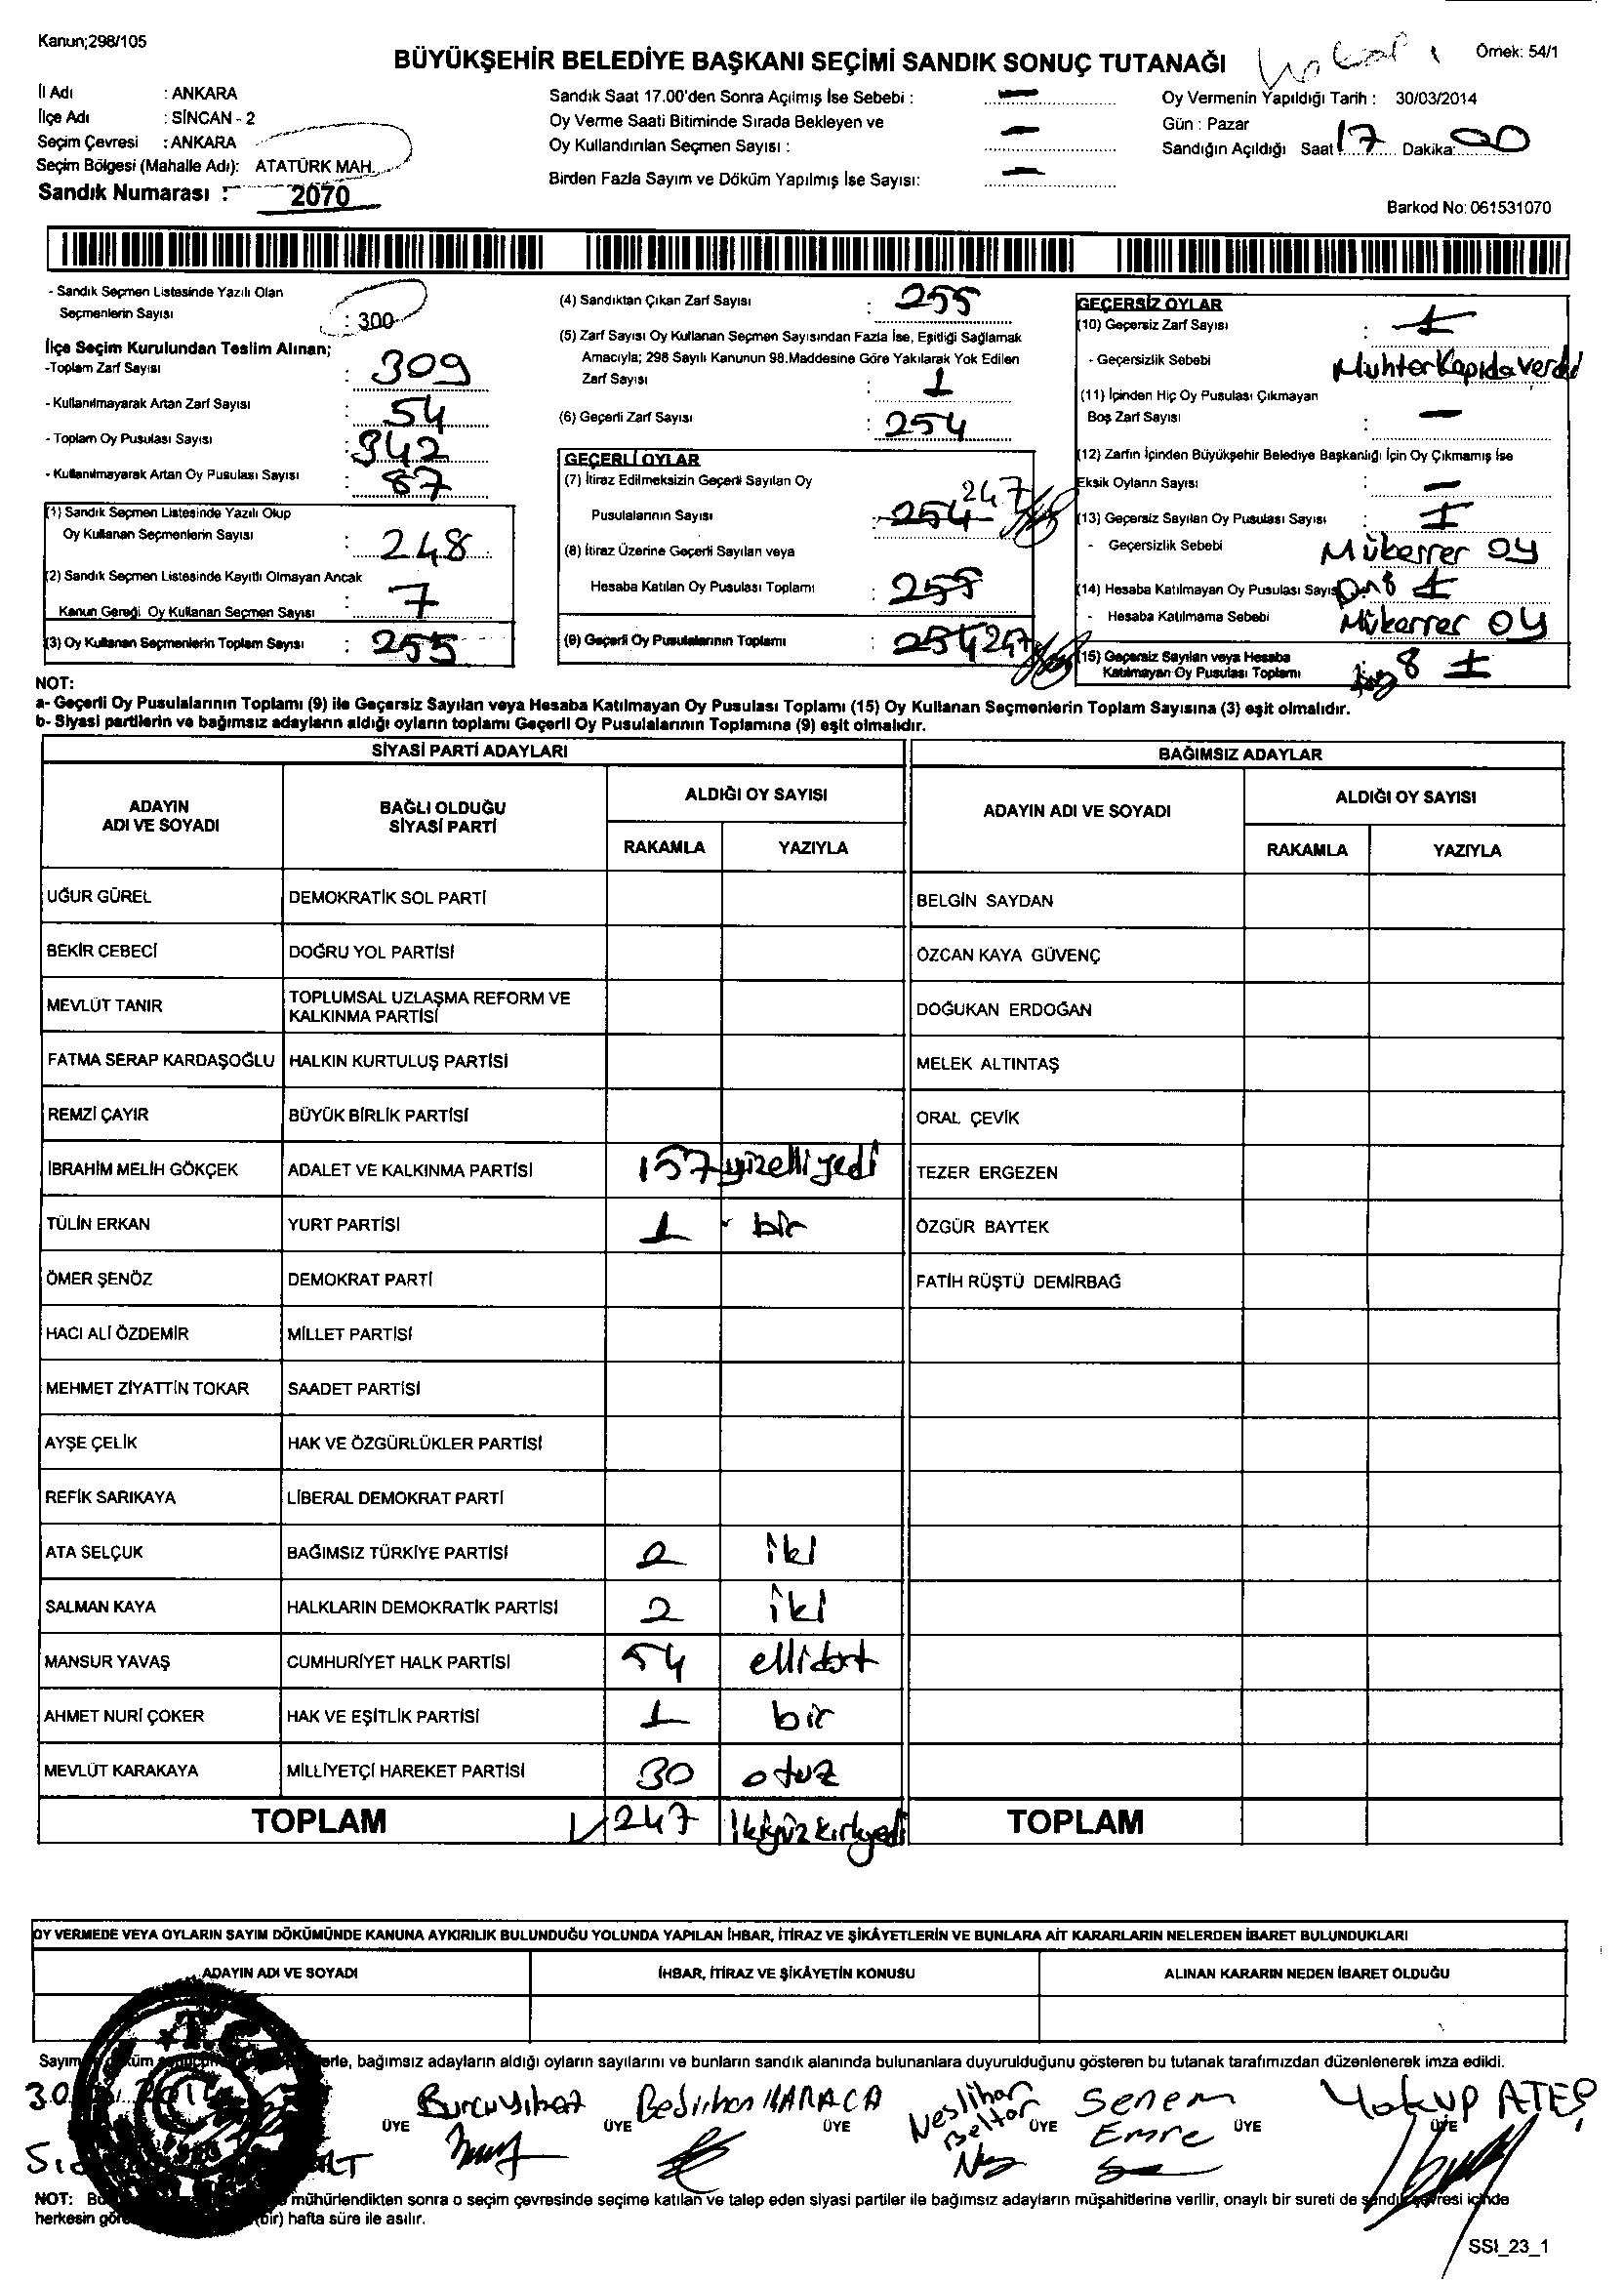 Kanun;298/105
BÜYÜKŞEHİR BELEDİYE BAŞKANI SEÇİMİ SANDIK SONUÇ TUTANAĞI
Örnek: 54/1
İl Adı : ANKARA
İlçe Adı : SİNCAN - 2
Seçim Çevresi : ANKARA
Seçim Bölgesi (Mahalle Adı): ATATÜRK MAH.
Sandık Numarası : 2070
Sandık Saat 17.00'den Sonra Açılmış İse Sebebi : —
Oy Verme Saati Bitiminde Sırada Bekleyen ve
Oy Kullandırılan Seçmen Sayısı : —
Birden Fazla Sayım ve Döküm Yapılmış İse Sayısı: —
Oy Vermenin Yapıldığı Tarih : 30/03/2014
Gün : Pazar
Sandığın Açıldığı Saat 17 Dakika: 00
Barkod No: 061531070
- Sandık Seçmen Listesinde Yazılı Olan
Seçmenlerin Sayısı : 300
İlçe Seçim Kurulundan Teslim Alınan;
-Toplam Zarf Sayısı : 309
- Kullanılmayarak Artan Zarf Sayısı : 54
- Toplam Oy Pusulası Sayısı : 342
- Kullanılmayarak Artan Oy Pusulası Sayısı : 87
(1) Sandık Seçmen Listesinde Yazılı Olup
Oy Kullanan Seçmenlerin Sayısı : 248
(2) Sandık Seçmen Listesinde Kayıtlı Olmayan Ancak
Kanun Gereği Oy Kullanan Seçmen Sayısı : 7
(3) Oy Kullanan Seçmenlerin Toplam Sayısı : 255
(4) Sandıktan Çıkan Zarf Sayısı : 255
(5) Zarf Sayısı Oy Kullanan Seçmen Sayısından Fazla İse, Eşitliği Sağlamak
Amacıyla; 298 Sayılı Kanunun 98.Maddesine Göre Yakılarak Yok Edilen
Zarf Sayısı : 1
(6) Geçerli Zarf Sayısı : 254
GEÇERLİ OYLAR
(7) İtiraz Edilmeksizin Geçerli Sayılan Oy
Pusulalarının Sayısı : 254 247
(8) İtiraz Üzerine Geçerli Sayılan veya
Hesaba Katılan Oy Pusulası Toplamı : 255
(9) Geçerli Oy Pusulalarının Toplamı : 254 247
GEÇERSİZ OYLAR
(10) Geçersiz Zarf Sayısı : 1
- Geçersizlik Sebebi Muhtar Kapıda Verdi
(11) İçinden Hiç Oy Pusulası Çıkmayan
Boş Zarf Sayısı : —
(12) Zarfın İçinden Büyükşehir Belediye Başkanlığı İçin Oy Çıkmamış İse
Eksik Oyların Sayısı : —
(13) Geçersiz Sayılan Oy Pusulası Sayısı : 1
- Geçersizlik Sebebi Mükerrer oy
(14) Hesaba Katılmayan Oy Pusulası Sayısı 8 1
- Hesaba Katılmama Sebebi Mükerrer oy
(15) Geçersiz Sayılan veya Hesaba
Katılmayan Oy Pusulası Toplamı : 8 1
NOT:
a- Geçerli Oy Pusulalarının Toplamı (9) ile Geçersiz Sayılan veya Hesaba Katılmayan Oy Pusulası Toplamı (15) Oy Kullanan Seçmenlerin Toplam Sayısına (3) eşit olmalıdır.
b- Siyasi partilerin ve bağımsız adayların aldığı oyların toplamı Geçerli Oy Pusulalarının Toplamına (9) eşit olmalıdır.
SİYASİ PARTİ ADAYLARI BAĞIMSIZ ADAYLAR
ADAYIN ADI VE SOYADI BAĞLI OLDUĞU SİYASİ PARTİ ALDIĞI OY SAYISI ADAYIN ADI VE SOYADI ALDIĞI OY SAYISI
RAKAMLA YAZIYLA RAKAMLA YAZIYLA
UĞUR GÜREL DEMOKRATİK SOL PARTİ BELGİN SAYDAN
BEKİR CEBECİ DOĞRU YOL PARTİSİ ÖZCAN KAYA GÜVENÇ
MEVLÜT TANIR TOPLUMSAL UZLAŞMA REFORM VE KALKINMA PARTİSİ DOĞUKAN ERDOĞAN
FATMA SERAP KARDAŞOĞLU HALKIN KURTULUŞ PARTİSİ MELEK ALTINTAŞ
REMZİ ÇAYIR BÜYÜK BİRLİK PARTİSİ ORAL ÇEVİK
İBRAHİM MELİH GÖKÇEK ADALET VE KALKINMA PARTİSİ 157 yüzelliyedi TEZER ERGEZEN
TÜLİN ERKAN YURT PARTİSİ 1 bir ÖZGÜR BAYTEK
ÖMER ŞENÖZ DEMOKRAT PARTİ FATİH RÜŞTÜ DEMİRBAĞ
HACI ALİ ÖZDEMİR MİLLET PARTİSİ
MEHMET ZİYATTİN TOKAR SAADET PARTİSİ
AYŞE ÇELİK HAK VE ÖZGÜRLÜKLER PARTİSİ
REFİK SARIKAYA LİBERAL DEMOKRAT PARTİ
ATA SELÇUK BAĞIMSIZ TÜRKİYE PARTİSİ 2 iki
SALMAN KAYA HALKLARIN DEMOKRATİK PARTİSİ 2 iki
MANSUR YAVAŞ CUMHURİYET HALK PARTİSİ 54 ellidört
AHMET NURİ ÇOKER HAK VE EŞİTLİK PARTİSİ 1 bir
MEVLÜT KARAKAYA MİLLİYETÇİ HAREKET PARTİSİ 30 otuz
TOPLAM 247 İkiyüzkırkyedi TOPLAM
OY VERMEDE VEYA OYLARIN SAYIM DÖKÜMÜNDE KANUNA AYKIRILIK BULUNDUĞU YOLUNDA YAPILAN İHBAR, İTİRAZ VE ŞİKÂYETLERİN VE BUNLARA AİT KARARLARIN NELERDEN İBARET BULUNDUKLARI
ADAYIN ADI VE SOYADI İHBAR, İTİRAZ VE ŞİKÂYETİN KONUSU ALINAN KARARIN NEDEN İBARET OLDUĞU
Sayım bağımsız adayların aldığı oyların sayılarını ve bunların sandık alanında bulunanlara duyurulduğunu gösteren bu tutanak tarafımızdan düzenlenerek imza edildi.
ÜYE Burcu ÜYE Bedirhan KARACA ÜYE Neslihan ÜYE Senem Emre ÜYE Yakup ATEŞ ÜYE
NOT: mühürlendikten sonra o seçim çevresinde seçime katılan ve talep eden siyasi partiler ile bağımsız adayların müşahitlerine verilir, onaylı bir sureti de sandık çevresi içinde
herkesin (bir) hafta süre ile asılır.
SSI_23_1